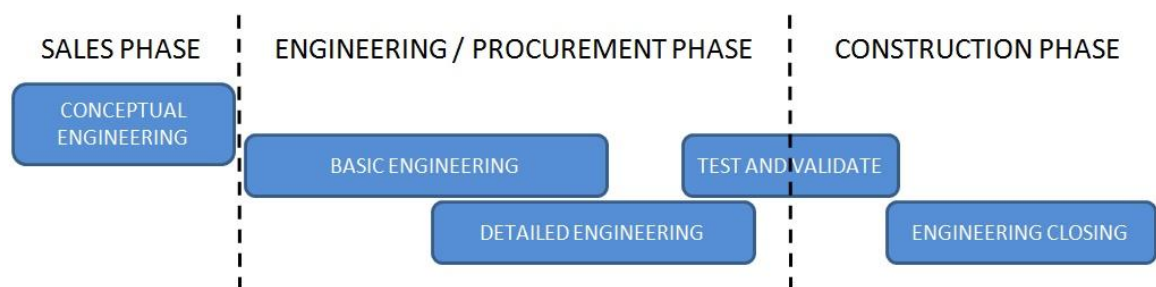 SALES PHASE
ENGINEERING / PROCUREMENT PHASE
CONSTRUCTION PHASE
CONCEPTUAL
ENGINEERING
BASIC ENGINEERING
TEST AND VALIDATE
DETAILED ENGINEERING
ENGINEERING CLOSING